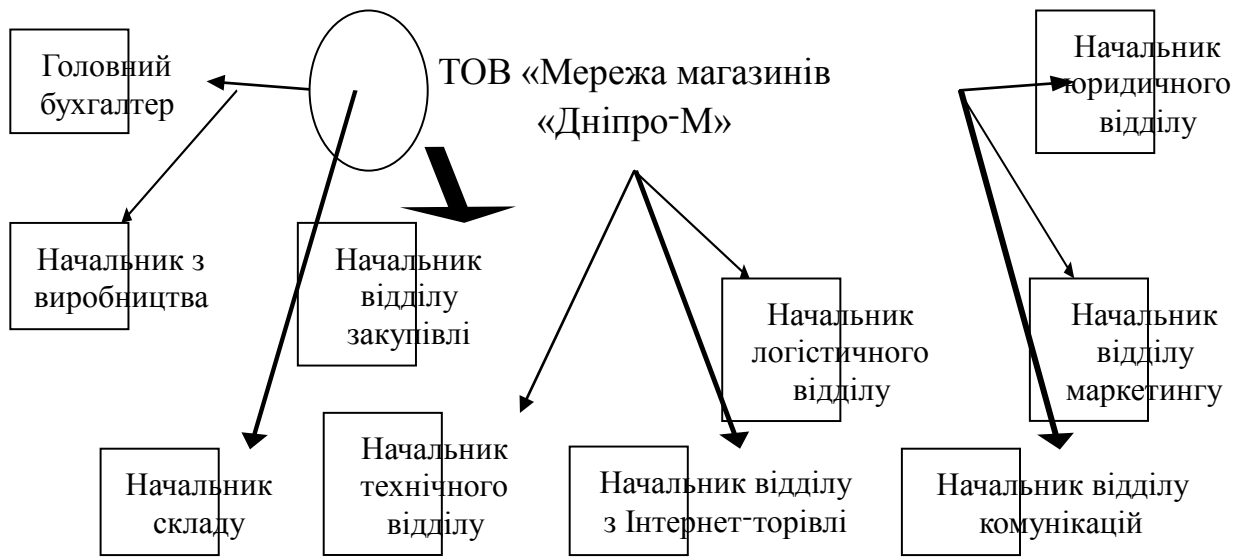 Головний
бухгалтер
ТОВ «Мережа магазинів
«Дніпро-М»
Начальник
юридичного
відділу
Начальник з
виробництва
Начальник
відділу
закупівлі
Начальник
логістичного
відділу
Начальник
відділу
маркетингу
Начальник
складу
Начальник
технічного
відділу
Начальник відділу
з Інтернет-торівлі
Начальник відділу
комунікацій